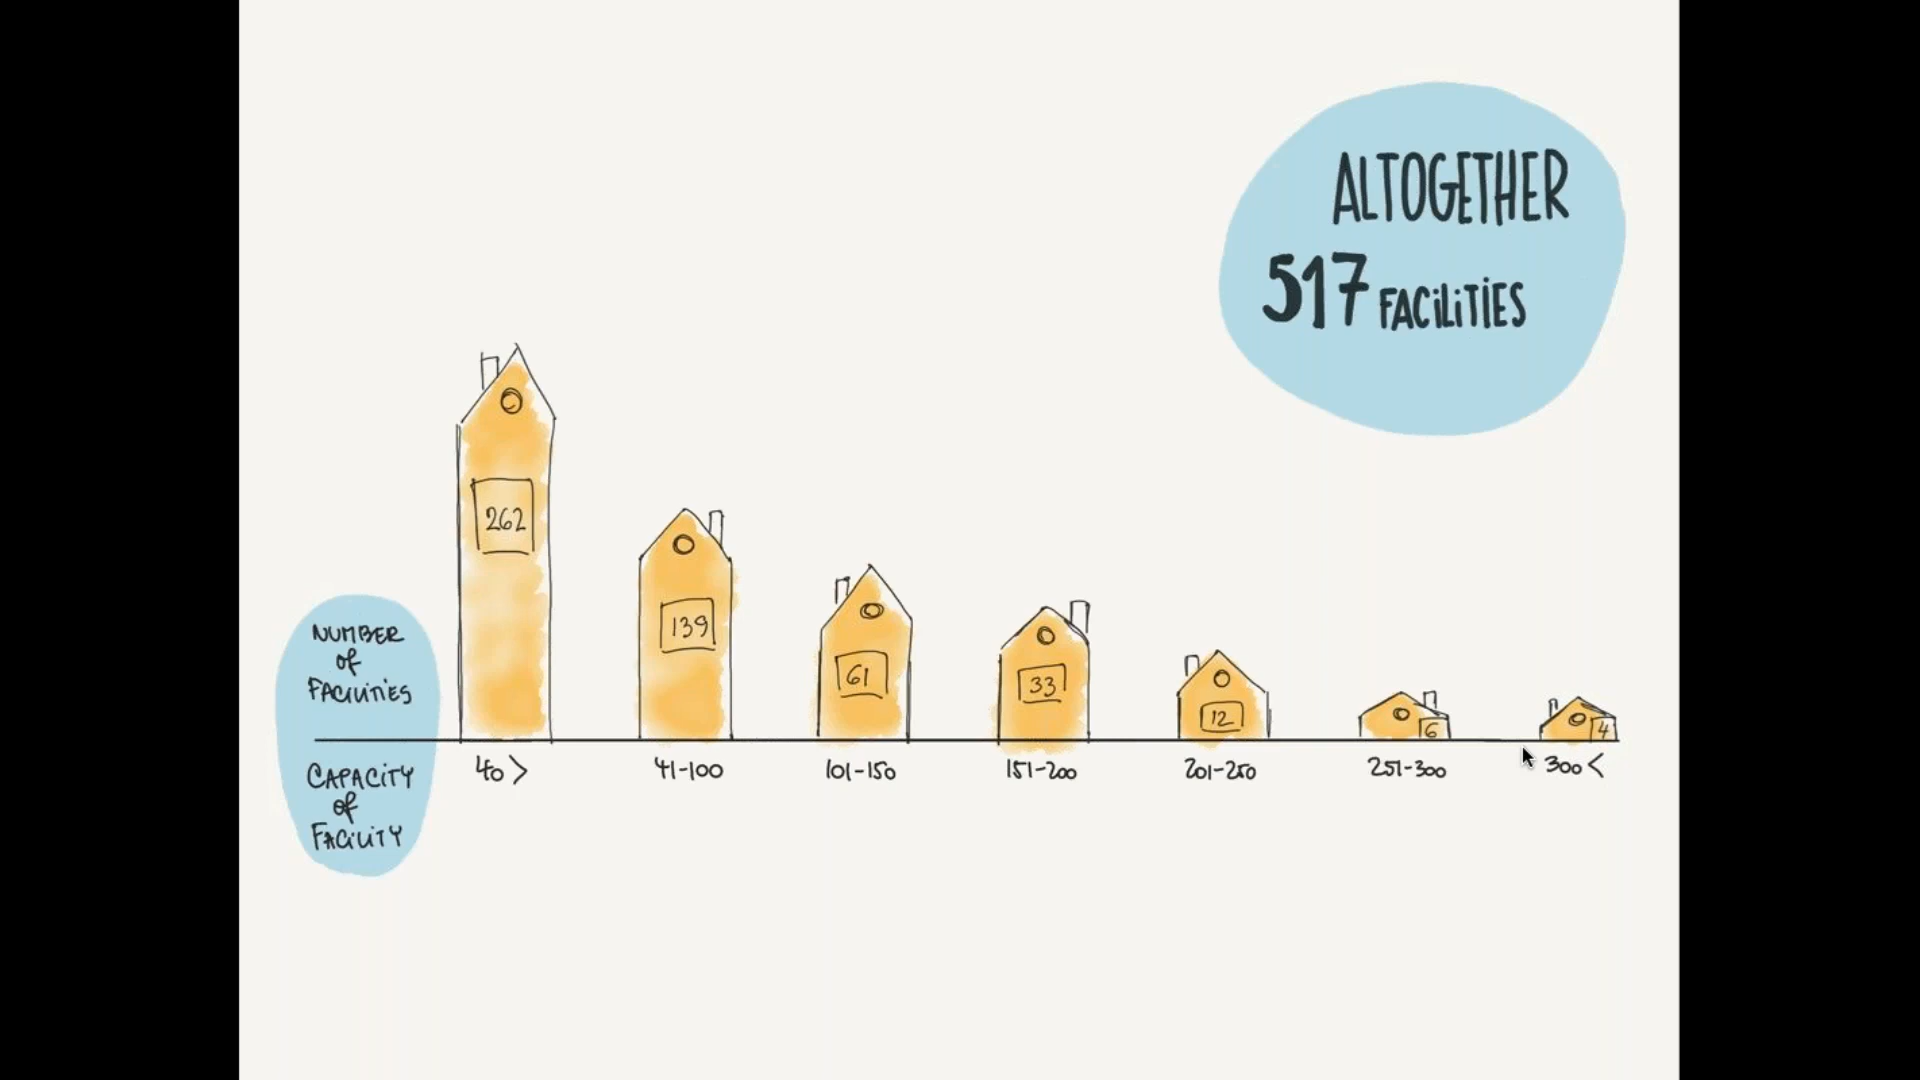 ALTOGETHER
517 FACILITIES
262
139
61
33
12
6
4
NUMBER
of
FACILITIES
40>
41-100
101-150
151-200
201-250
251-300
300<
CAPACITY
of
FACILITY